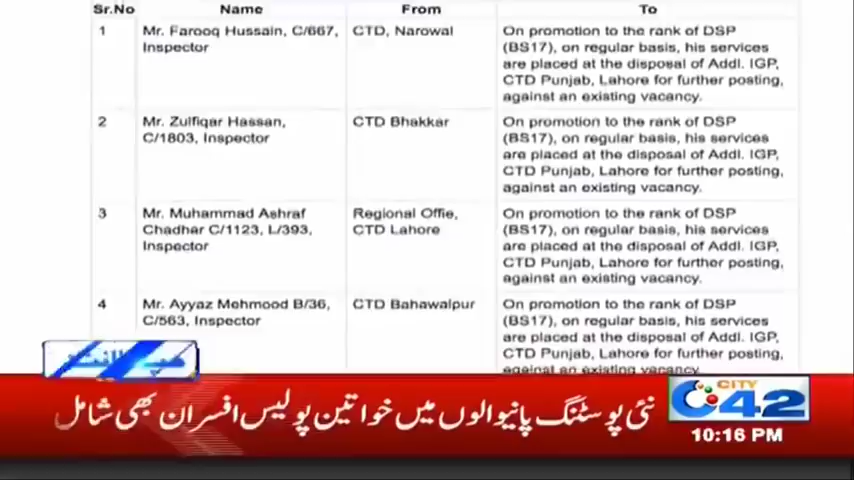 Sr.No Name From To
1 Mr. Farooq Hussain, C/667, CTD, Narowal On promotion to the rank of DSP
Inspector (BS17), on regular basis, his services
are placed at the disposal of Addl. IGP,
CTD Punjab, Lahore for further posting,
against an existing vacancy.
2 Mr. Zulfiqar Hassan, CTD Bhakkar On promotion to the rank of DSP
C/1803, Inspector (BS17), on regular basis, his services
are placed at the disposal of Addl. IGP,
CTD Punjab, Lahore for further posting,
against an existing vacancy.
3 Mr. Muhammad Ashraf Regional Offie, On promotion to the rank of DSP
Chadhar C/1123, L/393, CTD Lahore (BS17), on regular basis, his services
Inspector are placed at the disposal of Addl. IGP,
CTD Punjab, Lahore for further posting,
against an existing vacancy.
4 Mr. Ayyaz Mehmood B/36, CTD Bahawalpur On promotion to the rank of DSP
C/563, Inspector (BS17), on regular basis, his services
are placed at the disposal of Addl. IGP,
CTD Punjab, Lahore for further posting,
against an existing vacancy.
نئی پوسٹنگ پانیوالوں میں خواتین پولیس افسران بھی شامل
CITY
42
10:16 PM